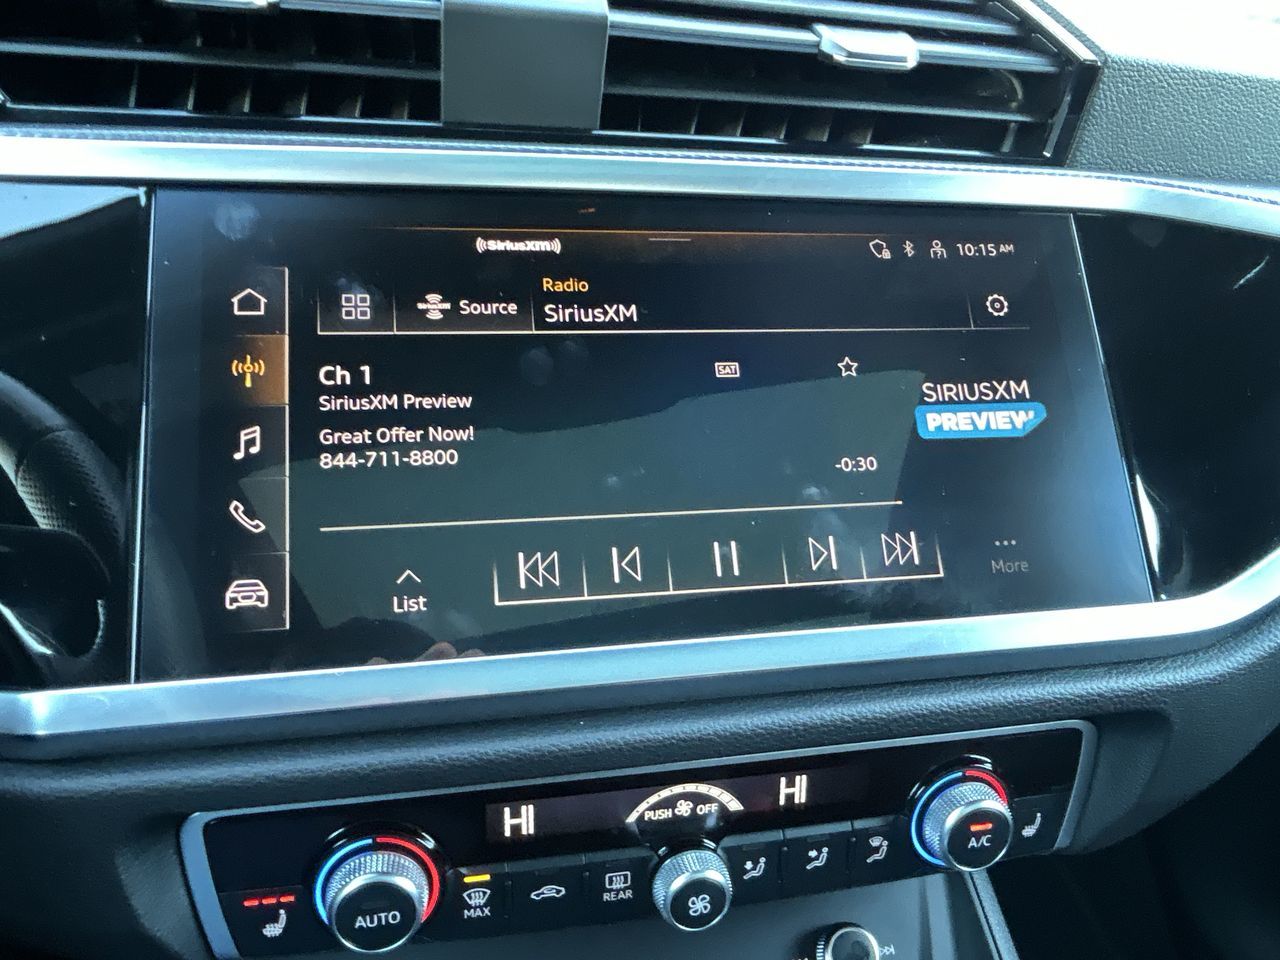 SiriusXM
10:15 AM
Radio
SiriusXM Source
SiriusXM
Ch 1
SAT
SiriusXM Preview
Great Offer Now!
844-711-8800
-0:30
SIRIUSXM
PREVIEW
List
More
HI
PUSH OFF
HI
AUTO
MAX
REAR
A/C